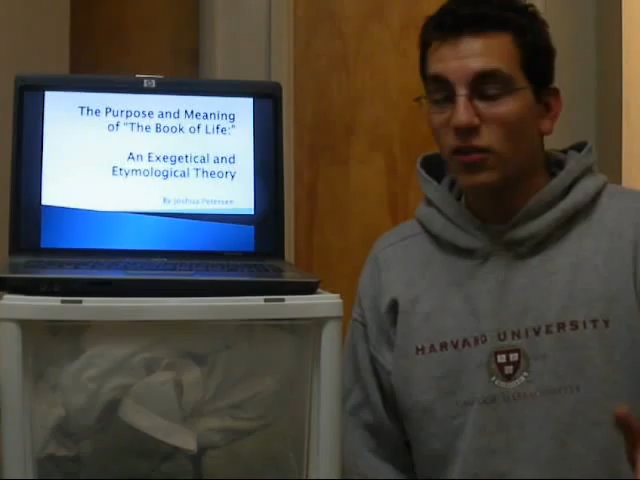 The Purpose and Meaning
of "The Book of Life:"
An Exegetical and
Etymological Theory
By Joshua Petersen
hp
HARVARD UNIVERSITY